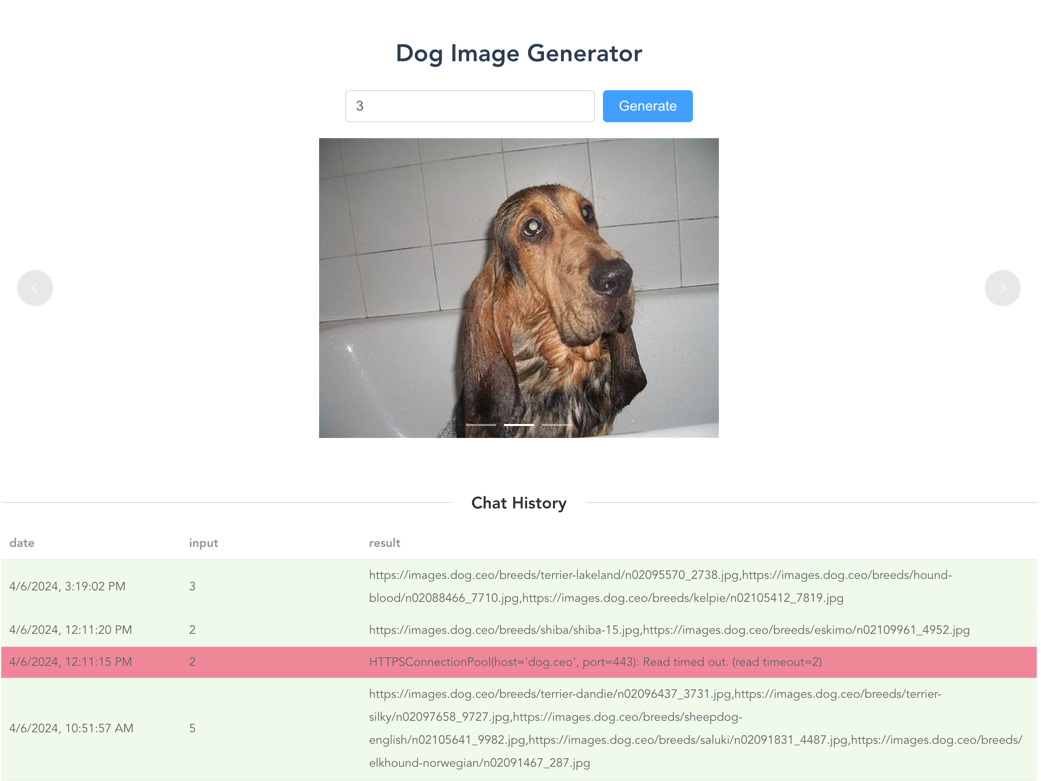 Dog Image Generator
3
Generate
Chat History
date input result
4/6/2024, 3:19:02 PM 3 https://images.dog.ceo/breeds/terrier-lakeland/n02095570_2738.jpg,https://images.dog.ceo/breeds/hound-
blood/n02088466_7710.jpg,https://images.dog.ceo/breeds/kelpie/n02105412_7819.jpg
4/6/2024, 12:11:20 PM 2 https://images.dog.ceo/breeds/shiba/shiba-15.jpg,https://images.dog.ceo/breeds/eskimo/n02109961_4952.jpg
4/6/2024, 12:11:15 PM 2 HTTPSConnectionPool(host='dog.ceo', port=443): Read timed out. (read timeout=2)
4/6/2024, 10:51:57 AM 5 https://images.dog.ceo/breeds/terrier-dandie/n02096437_3731.jpg,https://images.dog.ceo/breeds/terrier-
silky/n02097658_9727.jpg,https://images.dog.ceo/breeds/sheepdog-
english/n02105641_9982.jpg,https://images.dog.ceo/breeds/saluki/n02091831_4487.jpg,https://images.dog.ceo/breeds/
elkhound-norwegian/n02091467_287.jpg